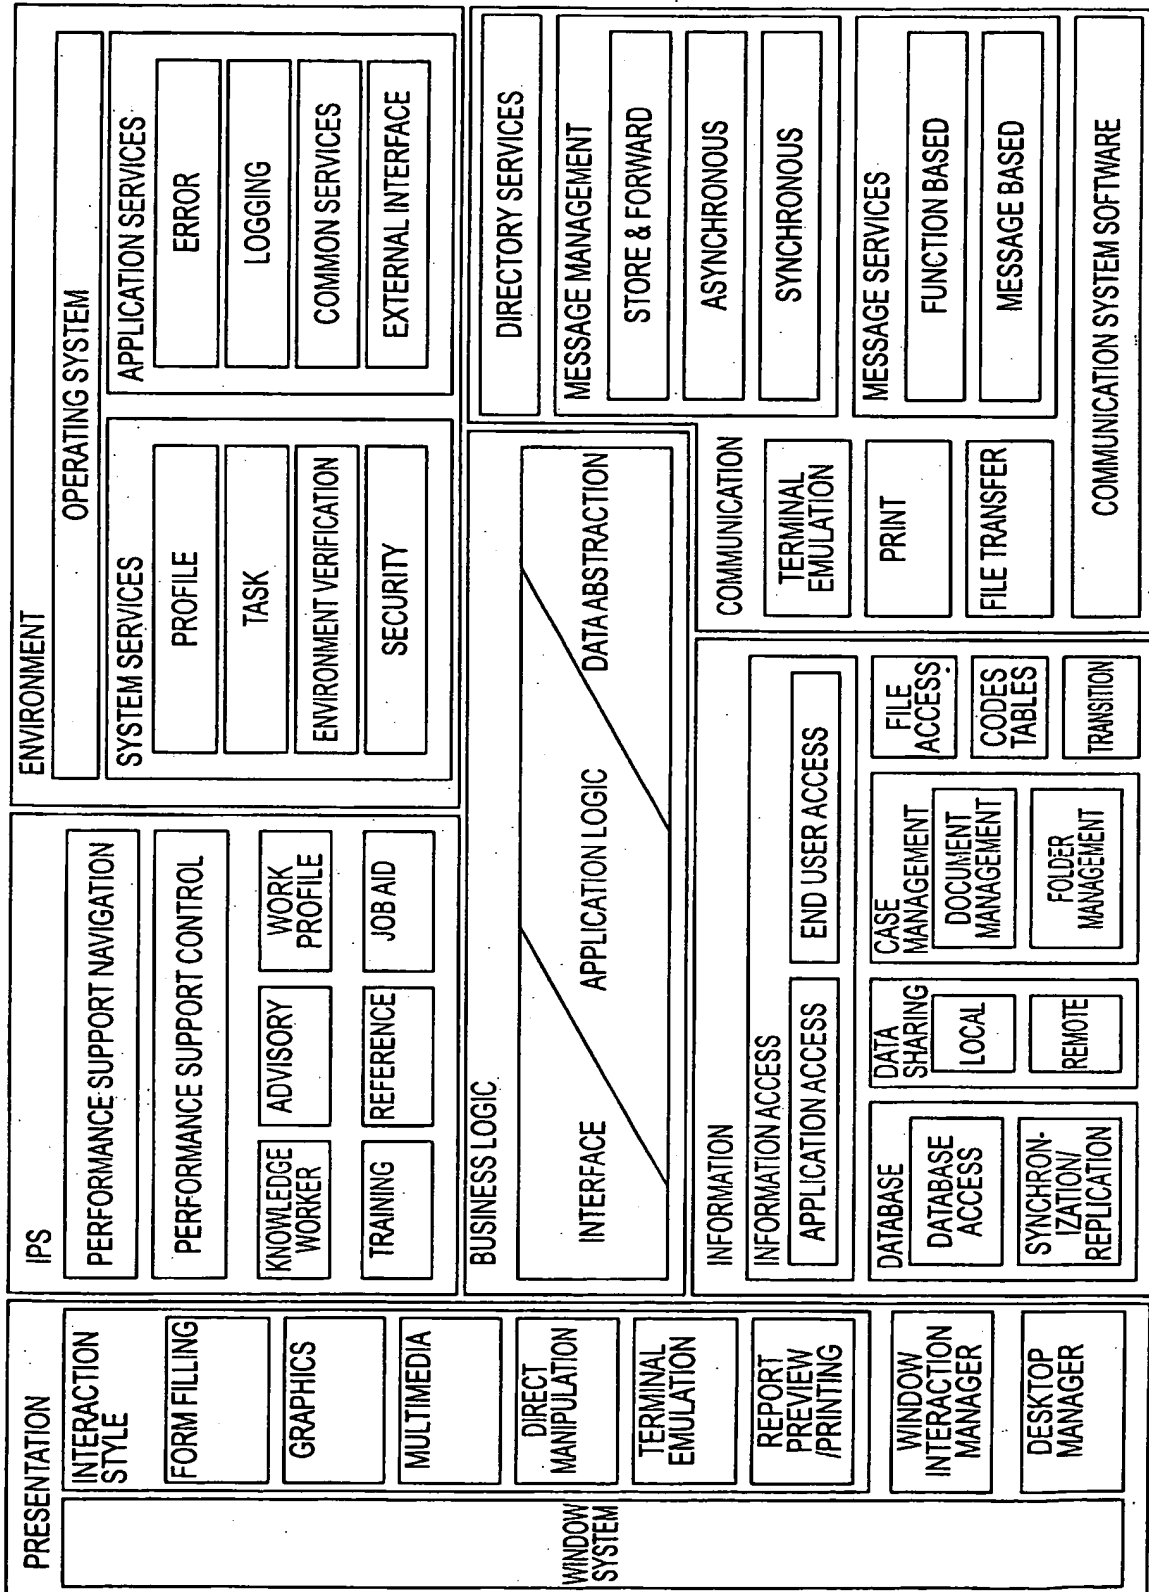 PRESENTATION
WINDOW
SYSTEM
INTERACTION
STYLE
FORM FILLING
GRAPHICS
MULTIMEDIA
DIRECT
MANIPULATION
TERMINAL
EMULATION
REPORT
PREVIEW
/PRINTING
WINDOW
INTERACTION
MANAGER
DESKTOP
MANAGER
IPS
PERFORMANCE SUPPORT NAVIGATION
PERFORMANCE SUPPORT CONTROL
KNOWLEDGE
WORKER
ADVISORY
WORK
PROFILE
TRAINING
REFERENCE
JOB AID
ENVIRONMENT
OPERATING SYSTEM
SYSTEM SERVICES
PROFILE
TASK
ENVIRONMENT VERIFICATION
SECURITY
APPLICATION SERVICES
ERROR
LOGGING
COMMON SERVICES
EXTERNAL INTERFACE
BUSINESS LOGIC
INTERFACE
APPLICATION LOGIC
DATA ABSTRACTION
INFORMATION
INFORMATION ACCESS
APPLICATION ACCESS
END USER ACCESS
DATABASE
DATABASE
ACCESS
SYNCHRON-
IZATION/
REPLICATION
DATA
SHARING
LOCAL
REMOTE
CASE
MANAGEMENT
DOCUMENT
MANAGEMENT
FOLDER
MANAGEMENT
FILE
ACCESS
CODES
TABLES
TRANSITION
COMMUNICATION
TERMINAL
EMULATION
PRINT
FILE TRANSFER
DIRECTORY SERVICES
MESSAGE MANAGEMENT
STORE & FORWARD
ASYNCHRONOUS
SYNCHRONOUS
MESSAGE SERVICES
FUNCTION BASED
MESSAGE BASED
COMMUNICATION SYSTEM SOFTWARE